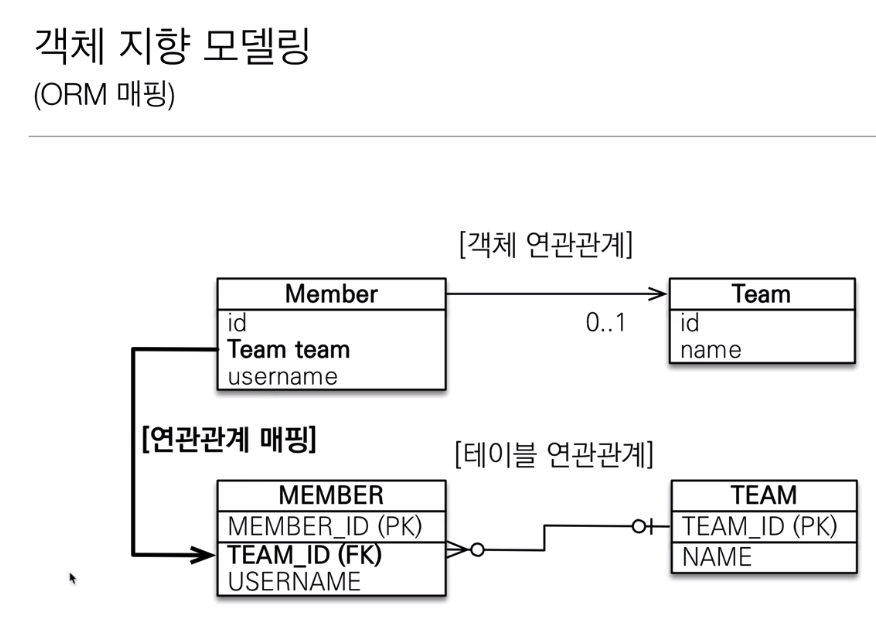 객체 지향 모델링
(ORM 매핑)
[객체 연관관계]
Member
id
Team team
username
0..1
Team
id
name
[연관관계 매핑]
[테이블 연관관계]
MEMBER
MEMBER_ID (PK)
TEAM_ID (FK)
USERNAME
TEAM
TEAM_ID (PK)
NAME